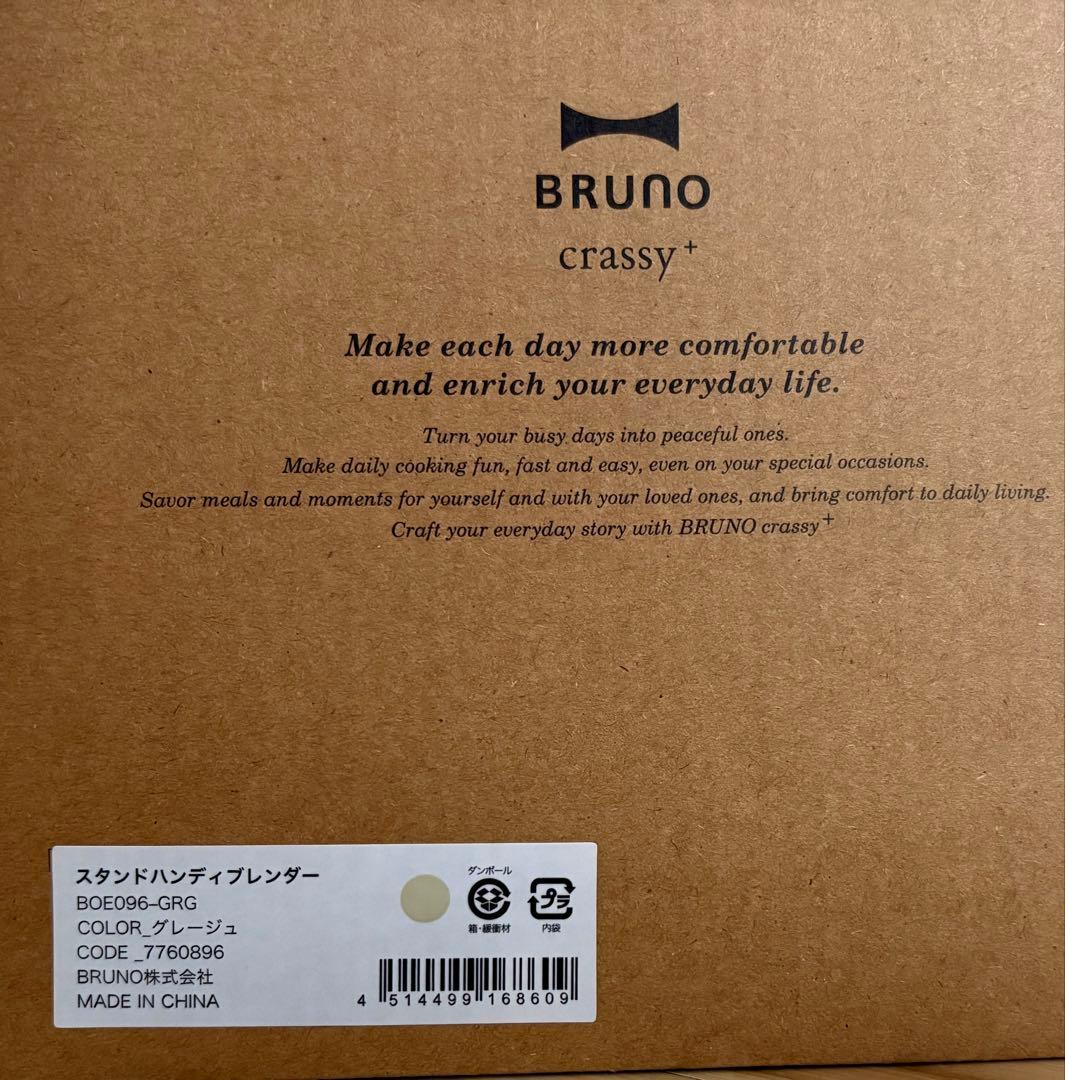 BRUNO
crassy+
Make each day more comfortable
and enrich your everyday life.
Turn your busy days into peaceful ones.
Make daily cooking fun, fast and easy, even on your special occasions.
Savor meals and moments for yourself and with your loved ones, and bring comfort to daily living.
Craft your everyday story with BRUNO crassy+
スタンドハンディブレンダー
BOE096-GRG
COLOR_グレージュ
CODE _7760896
BRUNO株式会社
MADE IN CHINA
ダンボール
箱・緩衝材
プラ
内袋
4 514499 168609